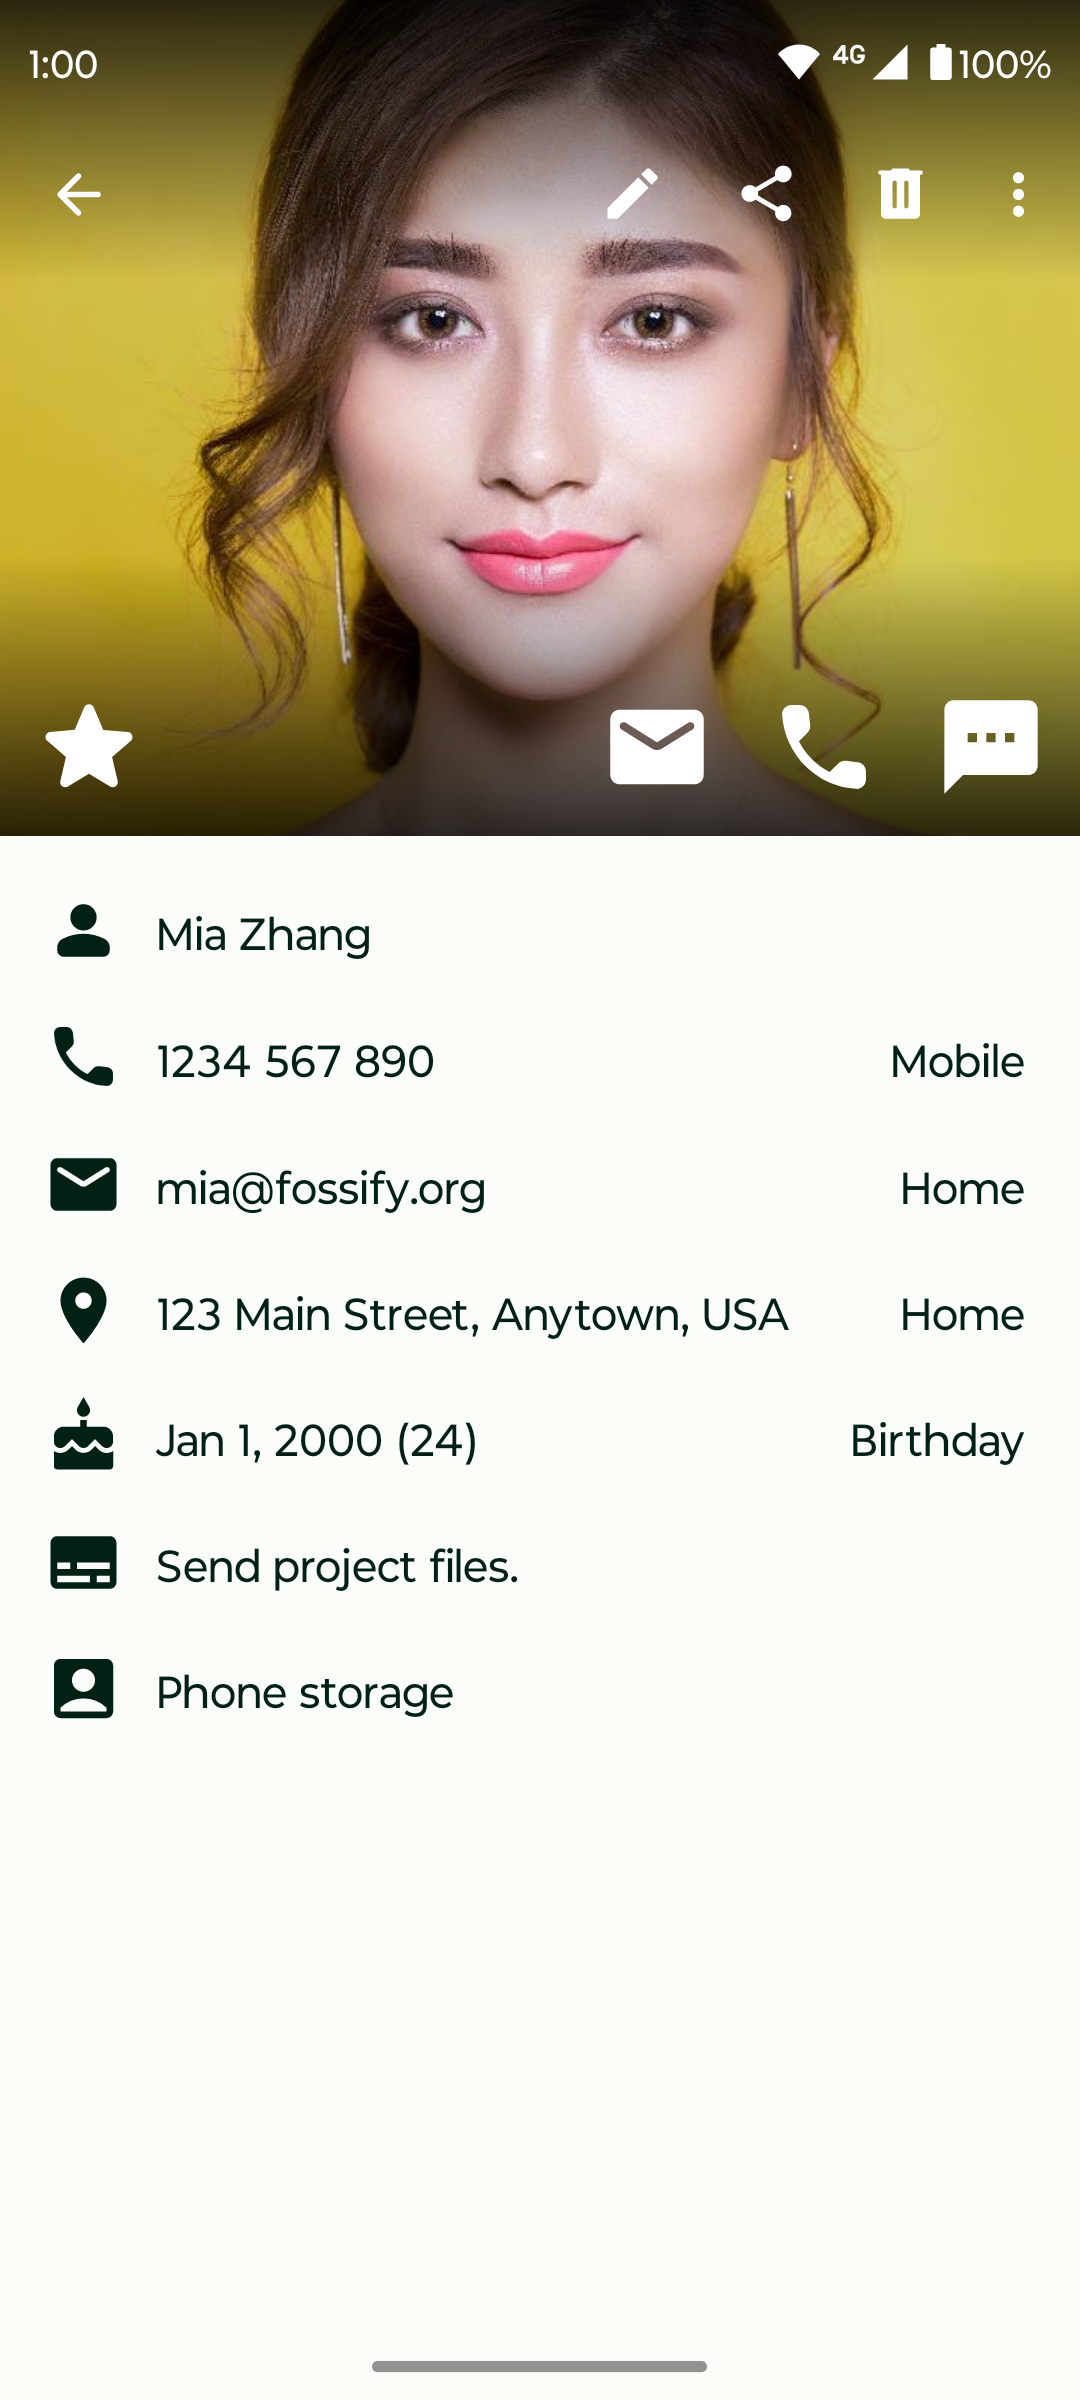 1:00 4G 100%
Mia Zhang
1234 567 890 Mobile
mia@fossify.org Home
123 Main Street, Anytown, USA Home
Jan 1, 2000 (24) Birthday
Send project files.
Phone storage